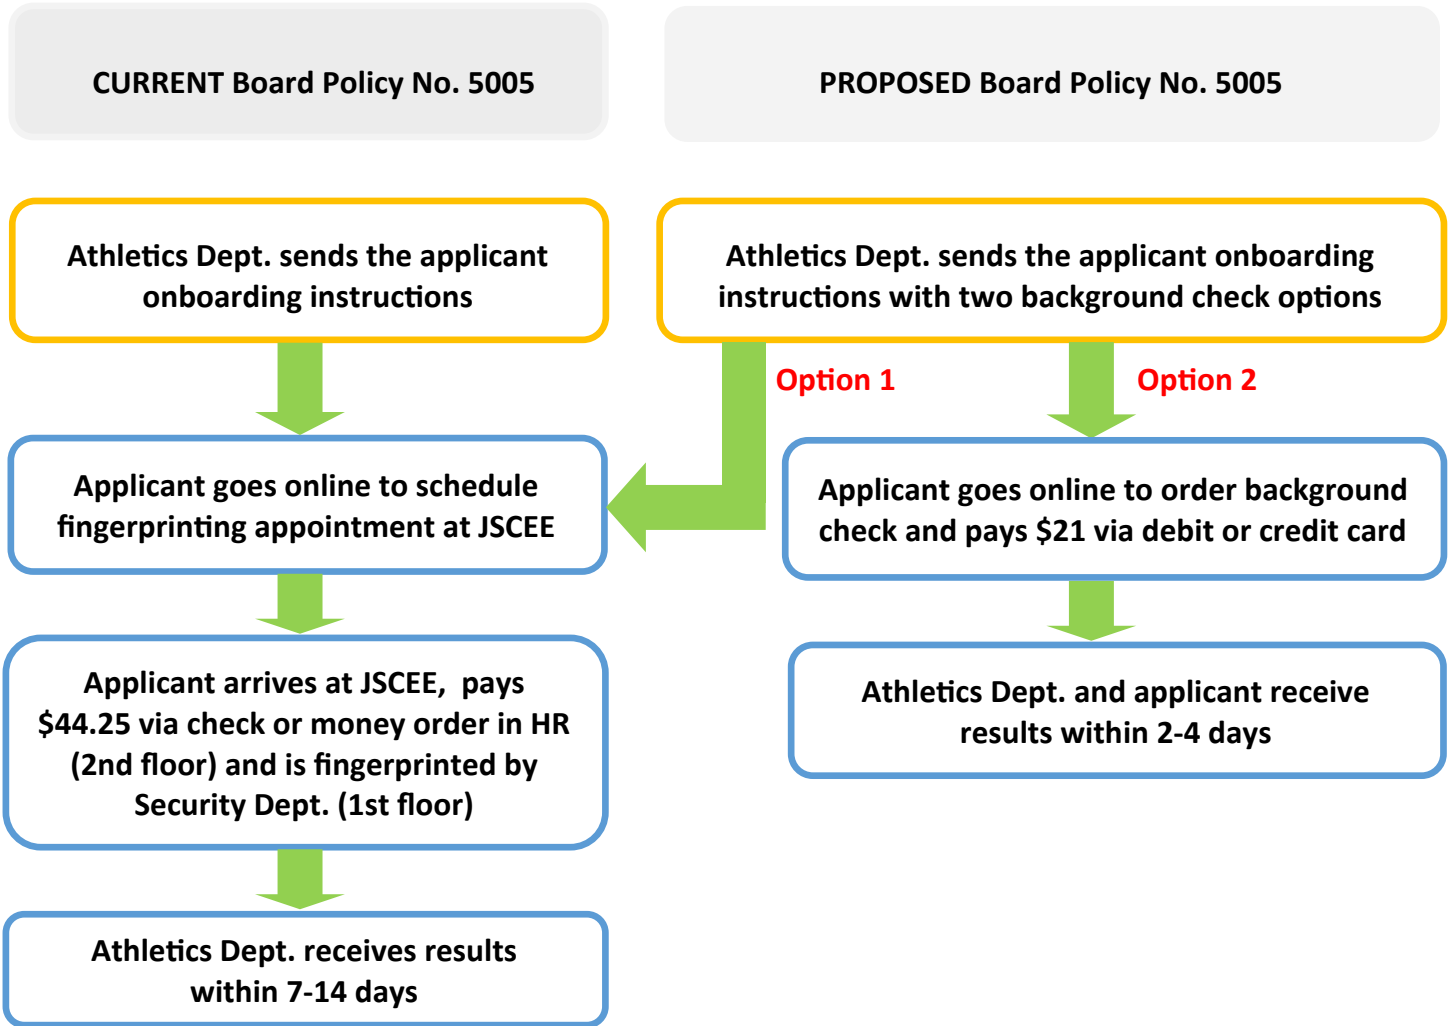 CURRENT Board Policy No. 5005
PROPOSED Board Policy No. 5005
Athletics Dept. sends the applicant
onboarding instructions
Athletics Dept. sends the applicant onboarding
instructions with two background check options
Option 1
Option 2
Applicant goes online to schedule
fingerprinting appointment at JSCEE
Applicant goes online to order background
check and pays $21 via debit or credit card
Applicant arrives at JSCEE, pays
$44.25 via check or money order in HR
(2nd floor) and is fingerprinted by
Security Dept. (1st floor)
Athletics Dept. and applicant receive
results within 2-4 days
Athletics Dept. receives results
within 7-14 days